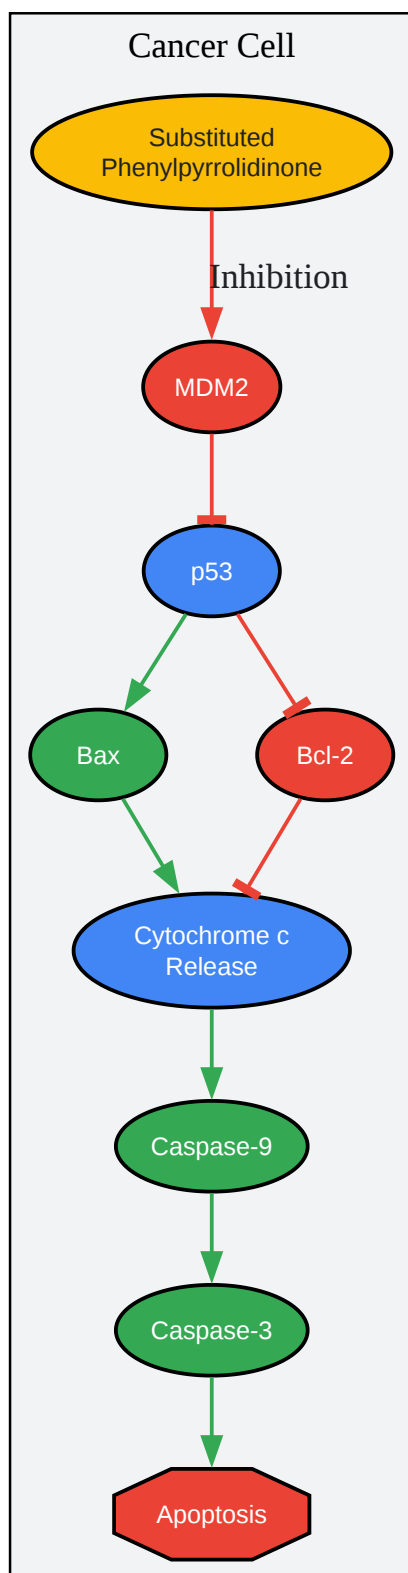 Cancer Cell
Substituted
Phenylpyrrolidinone
Inhibition
MDM2
p53
Bax
Bcl-2
Cytochrome c
Release
Caspase-9
Caspase-3
Apoptosis